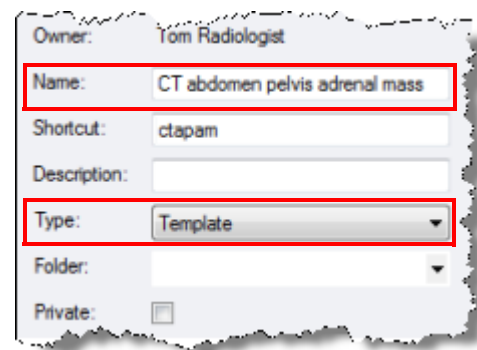 Owner: Tom Radiologist
Name: CT abdomen pelvis adrenal mass
Shortcut: ctapam
Description:
Type: Template
Folder:
Private: